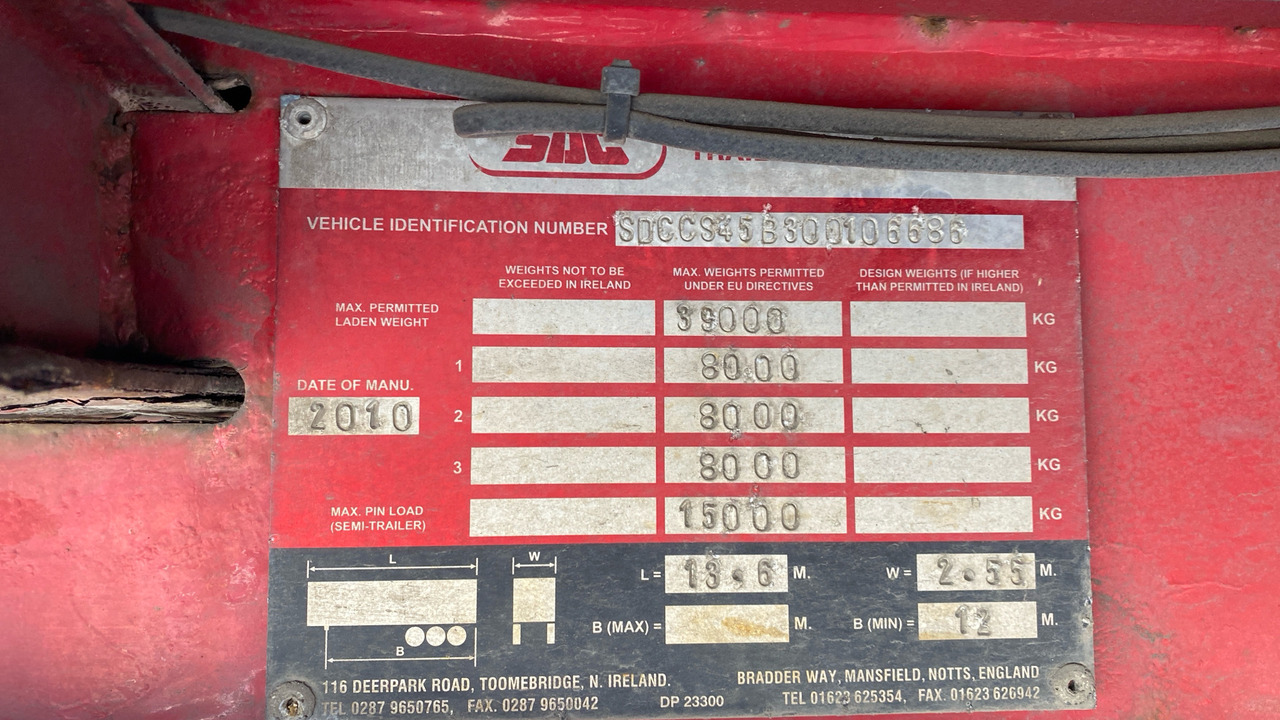 SDC TRAIL
VEHICLE IDENTIFICATION NUMBER SDCCS45B300106686
WEIGHTS NOT TO BE EXCEEDED IN IRELAND
MAX. WEIGHTS PERMITTED UNDER EU DIRECTIVES
DESIGN WEIGHTS (IF HIGHER THAN PERMITTED IN IRELAND)
MAX. PERMITTED LADEN WEIGHT 39000 KG
1 8000 KG
DATE OF MANU.
2010
2 8000 KG
3 8000 KG
MAX. PIN LOAD (SEMI-TRAILER) 15000 KG
L W
L = 13.6 M. W = 2.55 M.
B
B (MAX) = M. B (MIN) = 12 M.
116 DEERPARK ROAD, TOOMEBRIDGE, N. IRELAND. BRADDER WAY, MANSFIELD, NOTTS, ENGLAND
TEL 0287 9650765, FAX. 0287 9650042 DP 23300 TEL 01623 625354, FAX. 01623 626942